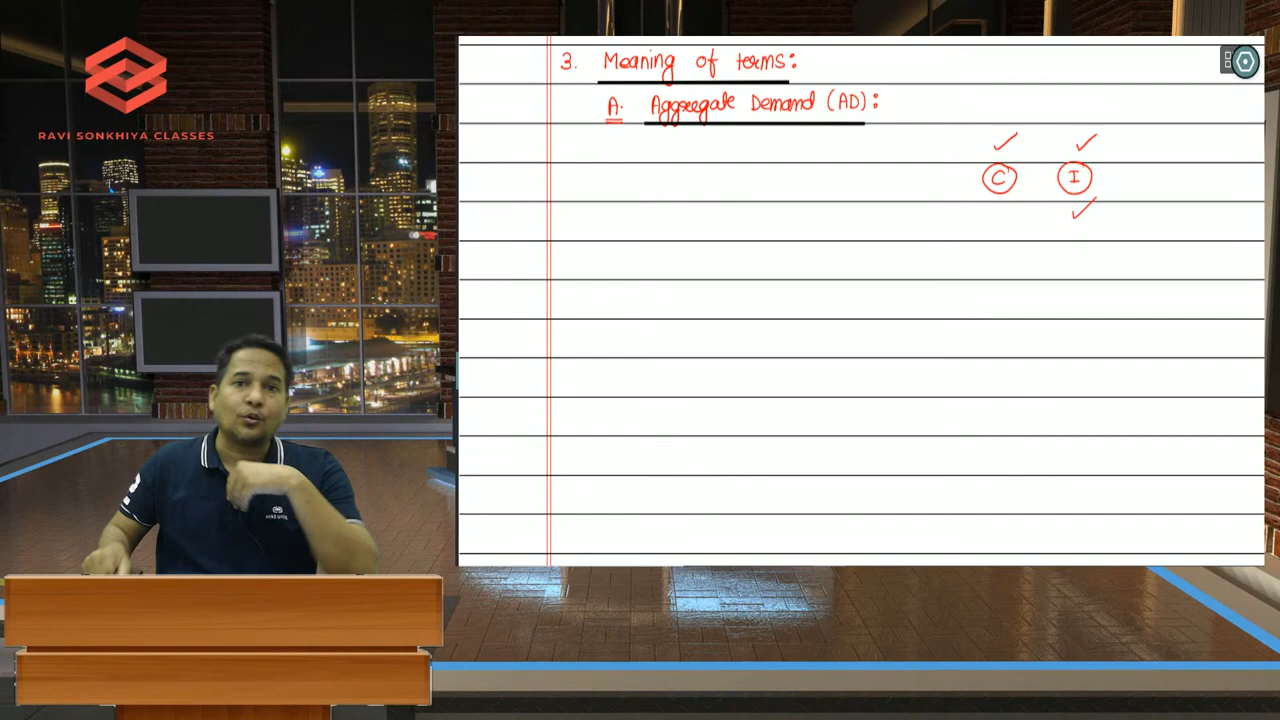 RAVI SONKHIYA CLASSES
3. Meaning of terms:
A. Aggregate Demand (AD):
C I